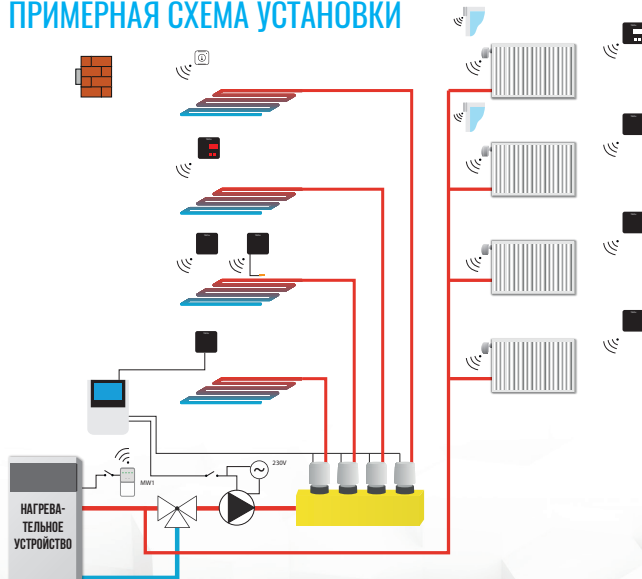 ПРИМЕРНАЯ СХЕМА УСТАНОВКИ
230V
MW1
НАГРЕВА-
ТЕЛЬНОЕ
УСТРОЙСТВО